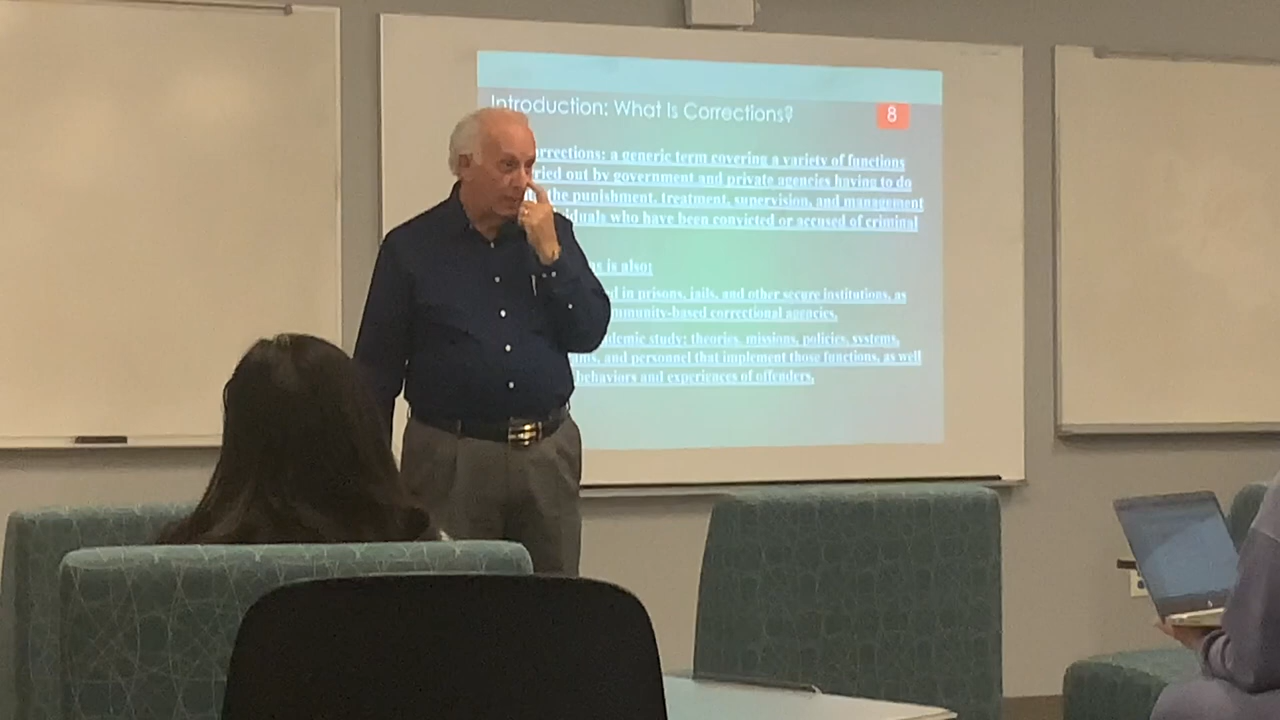 Introduction: What Is Corrections?
8
orrections: a generic term covering a variety of functions
ried out by government and private agencies having to do
the punishment, treatment, supervision, and management
ividuals who have been convicted or accused of criminal
ns is also:
d in prisons, jails, and other secure institutions, as
mmunity-based correctional agencies.
demic study: theories, missions, policies, systems,
ms, and personnel that implement those functions, as well
behaviors and experiences of offenders.